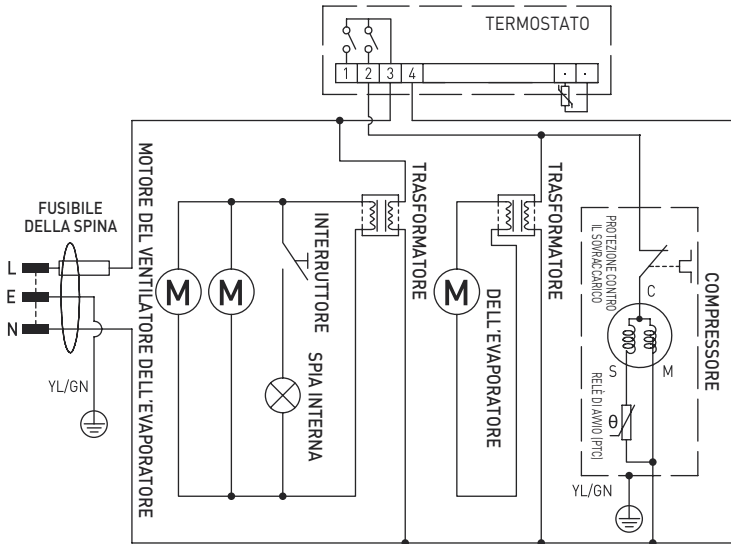 TERMOSTATO
1 2 3 4 · ·
FUSIBILE
DELLA SPINA
L
E
N
YL/GN
MOTORE DEL VENTILATORE DELL'EVAPORATORE
M
M
INTERRUTTORE
SPIA INTERNA
TRASFORMATORE
M
DELL'EVAPORATORE
TRASFORMATORE
PROTEZIONE CONTRO
IL SOVRACCARICO
C
S
M
RELÈ DI AVVIO (PTC)
θ
COMPRESSORE
YL/GN